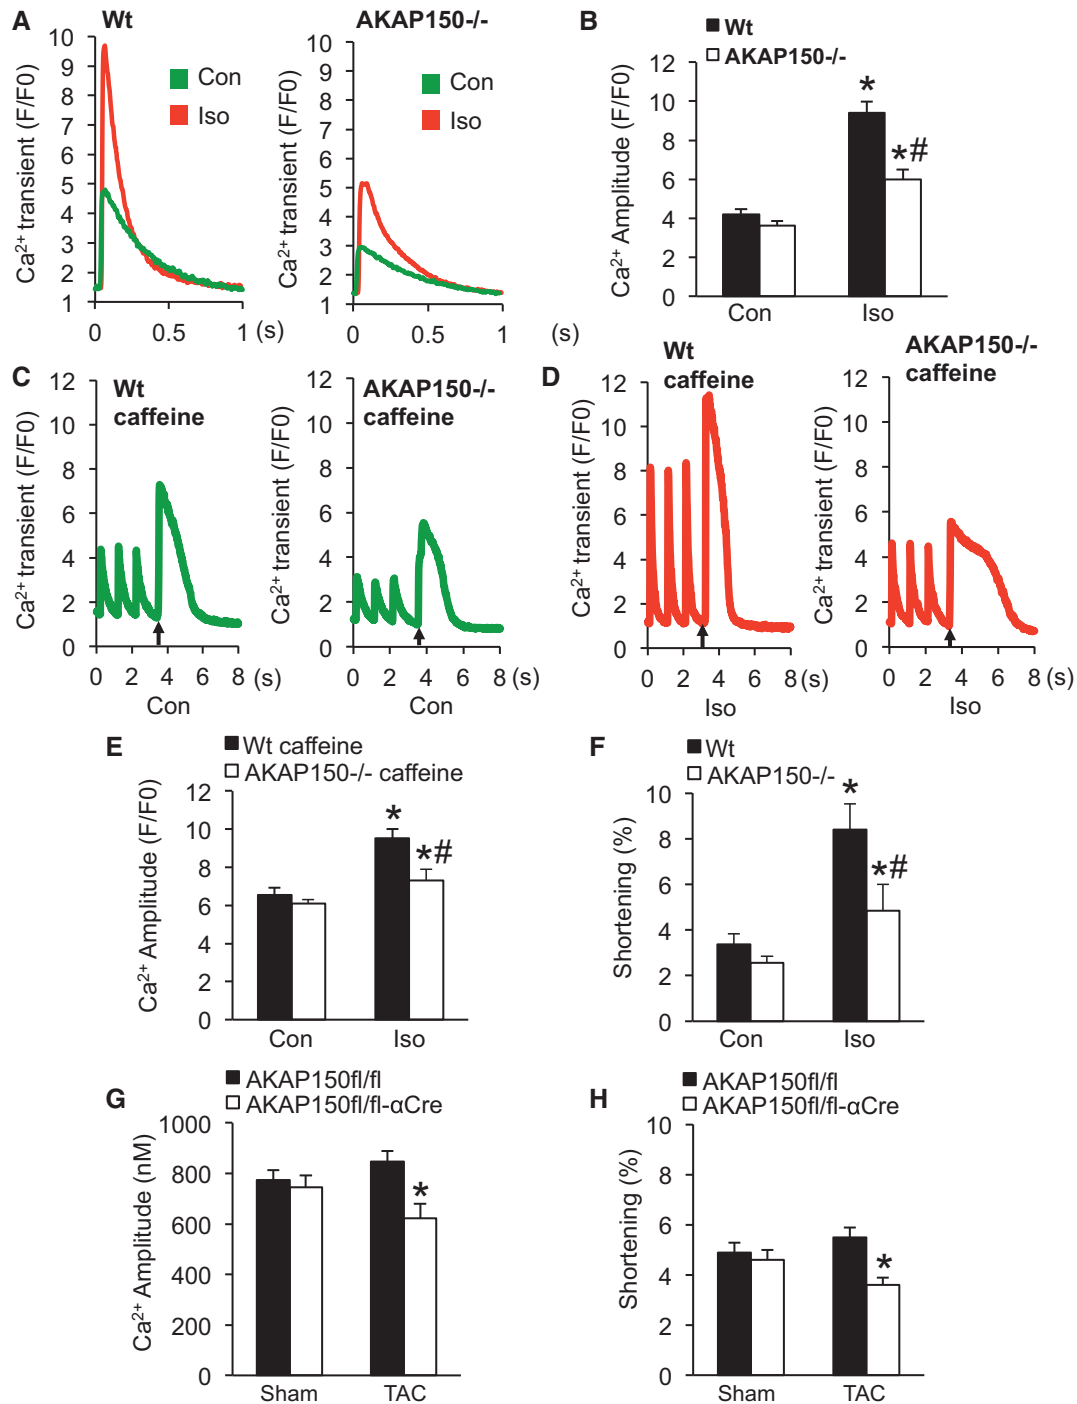 A
Wt
Ca²⁺ transient (F/F0)
10
9
8
7
6
5
4
3
2
1
Con
Iso
0
0.5
1
(s)
AKAP150-/-
Ca²⁺ transient (F/F0)
10
9
8
7
6
5
4
3
2
1
Con
Iso
0
0.5
1
(s)
B
Wt
AKAP150-/-
Ca²⁺ Amplitude (F/F0)
12
10
8
6
4
2
0
*
*#
Con
Iso
C
Wt
caffeine
Ca²⁺ transient (F/F0)
12
10
8
6
4
2
0
0 2 4 6 8 (s)
Con
AKAP150-/-
caffeine
Ca²⁺ transient (F/F0)
12
10
8
6
4
2
0
0 2 4 6 8 (s)
Con
D
Wt
caffeine
Ca²⁺ transient (F/F0)
12
10
8
6
4
2
0
0 2 4 6 8 (s)
Iso
AKAP150-/-
caffeine
Ca²⁺ transient (F/F0)
12
10
8
6
4
2
0
0 2 4 6 8 (s)
Iso
E
Wt caffeine
AKAP150-/- caffeine
Ca²⁺ Amplitude (F/F0)
12
10
8
6
4
2
0
*
*#
Con
Iso
F
Wt
AKAP150-/-
Shortening (%)
10
8
6
4
2
0
*
*#
Con
Iso
G
AKAP150fl/fl
AKAP150fl/fl-αCre
Ca²⁺ Amplitude (nM)
1000
800
600
400
200
0
*
Sham
TAC
H
AKAP150fl/fl
AKAP150fl/fl-αCre
Shortening (%)
10
8
6
4
2
0
*
Sham
TAC